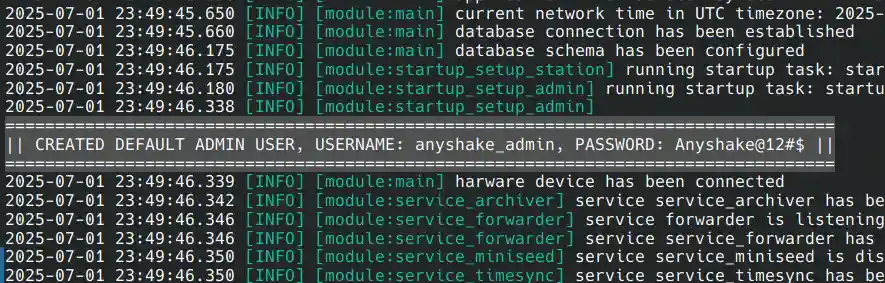 2025-07-01 23:49:45.650 [INFO] [module:main] current network time in UTC timezone: 2025-
2025-07-01 23:49:45.660 [INFO] [module:main] database connection has been established
2025-07-01 23:49:46.175 [INFO] [module:main] database schema has been configured
2025-07-01 23:49:46.175 [INFO] [module:startup_setup_station] running startup task: star
2025-07-01 23:49:46.180 [INFO] [module:startup_setup_admin] running startup task: startu
2025-07-01 23:49:46.338 [INFO] [module:startup_setup_admin]
===================================================================================
|| CREATED DEFAULT ADMIN USER, USERNAME: anyshake_admin, PASSWORD: Anyshake@12#$ ||
===================================================================================
2025-07-01 23:49:46.339 [INFO] [module:main] harware device has been connected
2025-07-01 23:49:46.342 [INFO] [module:service_archiver] service service_archiver has be
2025-07-01 23:49:46.346 [INFO] [module:service_forwarder] service forwarder is listening
2025-07-01 23:49:46.346 [INFO] [module:service_forwarder] service service_forwarder has
2025-07-01 23:49:46.350 [INFO] [module:service_miniseed] service service_miniseed is dis
2025-07-01 23:49:46.350 [INFO] [module:service_timesync] service service_timesync has be